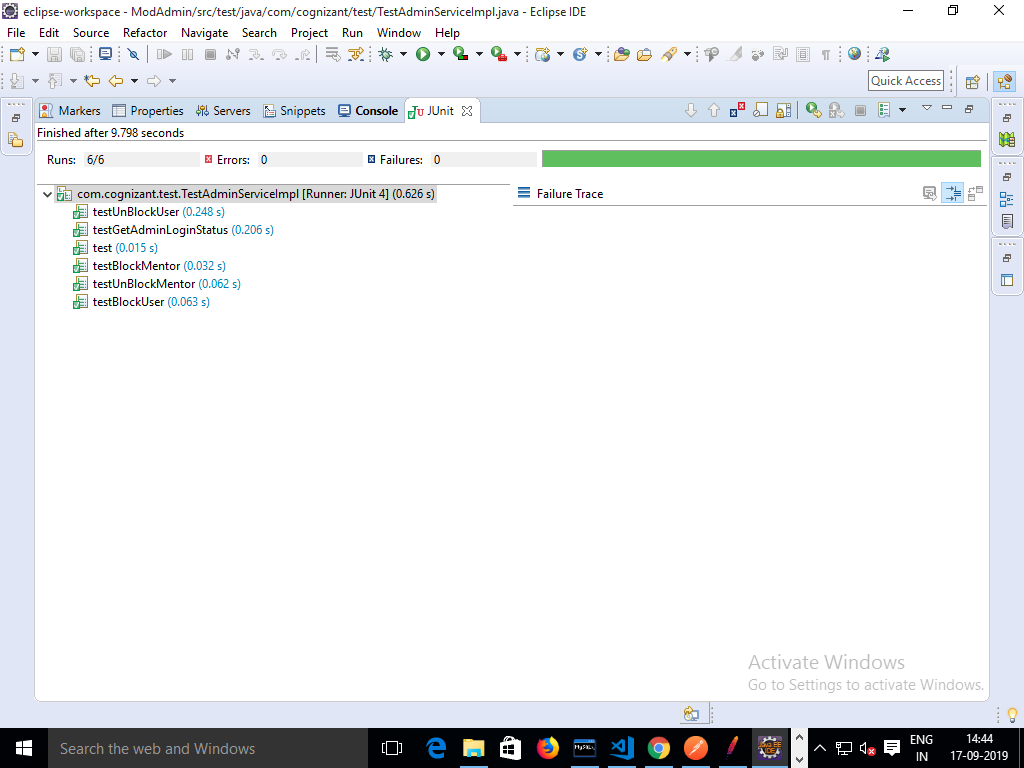 eclipse-workspace - ModAdmin/src/test/java/com/cognizant/test/TestAdminServiceImpl.java - Eclipse IDE
File Edit Source Refactor Navigate Search Project Run Window Help
Quick Access
Markers Properties Servers Snippets Console JUnit
Finished after 9.798 seconds
Runs: 6/6 Errors: 0 Failures: 0
com.cognizant.test.TestAdminServiceImpl [Runner: JUnit 4] (0.626 s)
Failure Trace
testUnBlockUser (0.248 s)
testGetAdminLoginStatus (0.206 s)
test (0.015 s)
testBlockMentor (0.032 s)
testUnBlockMentor (0.062 s)
testBlockUser (0.063 s)
Activate Windows
Go to Settings to activate Windows.
Search the web and Windows
MySQL
ENG
IN
14:44
17-09-2019